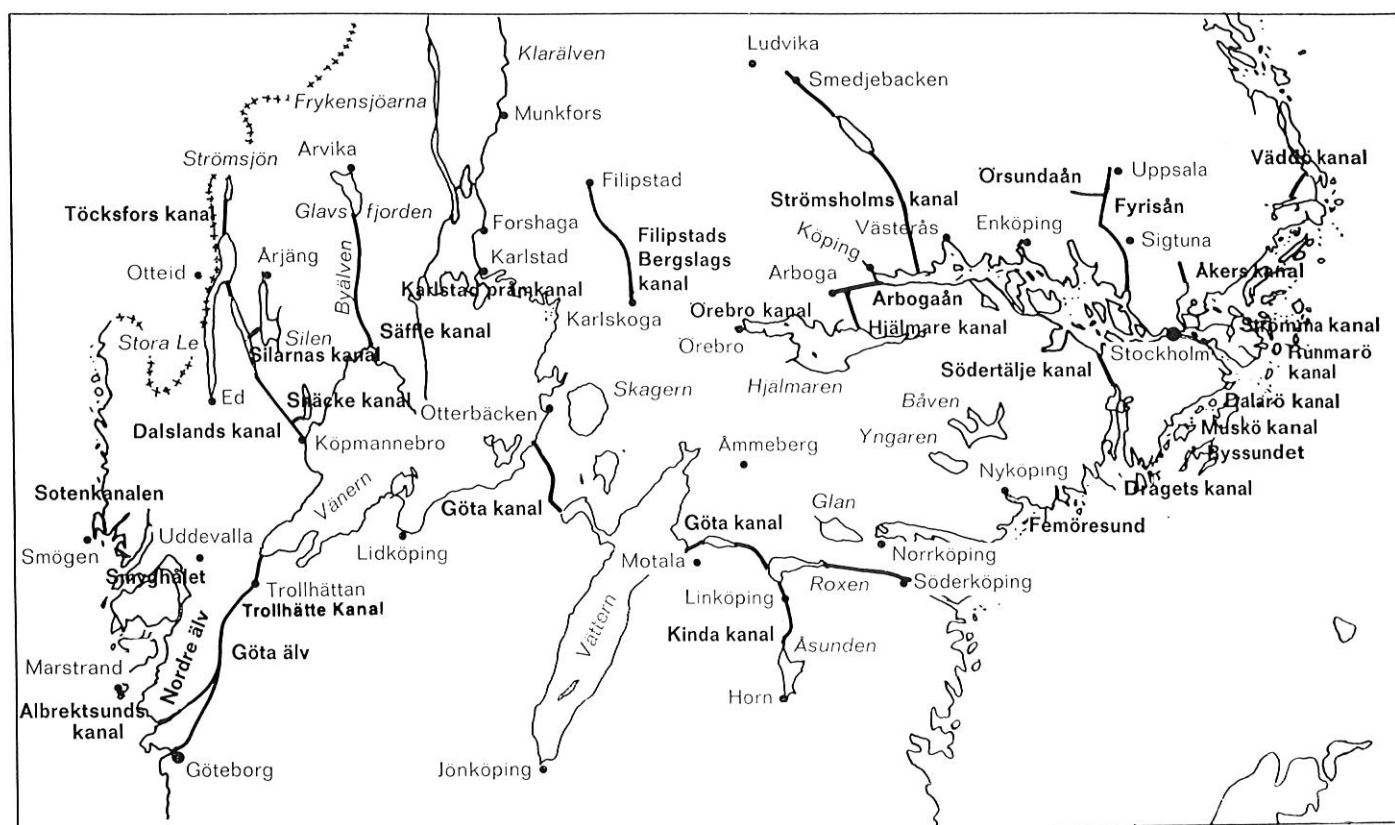 Ludvika
Klarälven
Smedjebacken
Frykensjöarna
Munkfors
Strömsjön
Arvika
Filipstad
Örsundaån
Uppsala
Väddö kanal
Töcksfors kanal
Glavs fjorden
Forshaga
Strömsholms kanal
Fyrisån
Västerås
Enköping
Köping
Sigtuna
Filipstads
Bergslags
kanal
Otteid
Årjäng
Karlstad
Byälven
Karlstad pråmkanal
Arboga
Åkers kanal
Arbogaån
Karlskoga
Örebro kanal
Hjälmare kanal
Strömma kanal
Säffle kanal
Silen
Stora Le
Silarnas kanal
Örebro
Stockholm
Runmarö
kanal
Södertälje kanal
Hjälmaren
Skagern
Ed
Snäcke kanal
Otterbäcken
Båven
Dalarö kanal
Dalslands kanal
Köpmannebro
Muskö kanal
Yngaren
Åmmeberg
Byssundet
Nyköping
Dragets kanal
Sotenkanalen
Vänern
Göta kanal
Glan
Göta kanal
Femöresund
Uddevalla
Lidköping
Smögen
Norrköping
Motala
Smyghålet
Trollhättan
Roxen
Söderköping
Trollhätte Kanal
Linköping
Nordre älv
Göta älv
Vättern
Kinda kanal
Åsunden
Marstrand
Horn
Albrektsunds
kanal
Göteborg
Jönköping